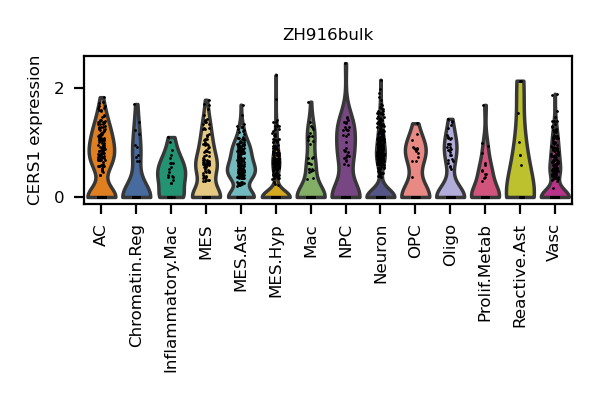 ZH916bulk
CERS1 expression
2
0
AC
Chromatin.Reg
Inflammatory.Mac
MES
MES.Ast
MES.Hyp
Mac
NPC
Neuron
OPC
Oligo
Prolif.Metab
Reactive.Ast
Vasc